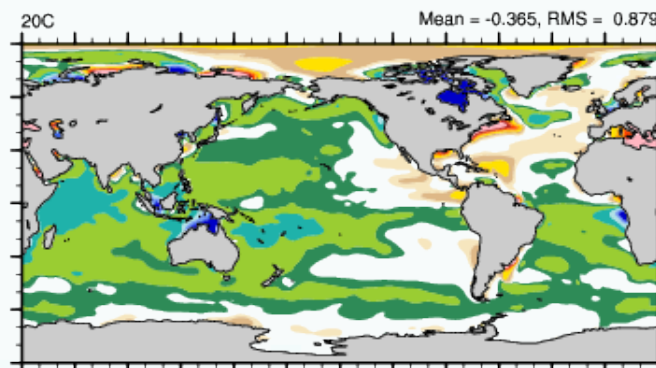 20C
Mean = -0.365, RMS = 0.879